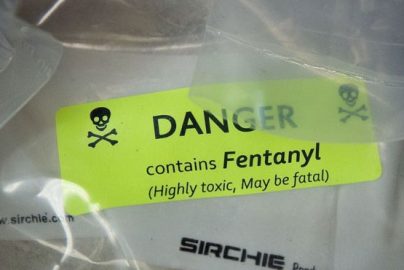 DANGER
contains Fentanyl
(Highly toxic, May be fatal)
www.sirchie.com
SIRCHIE